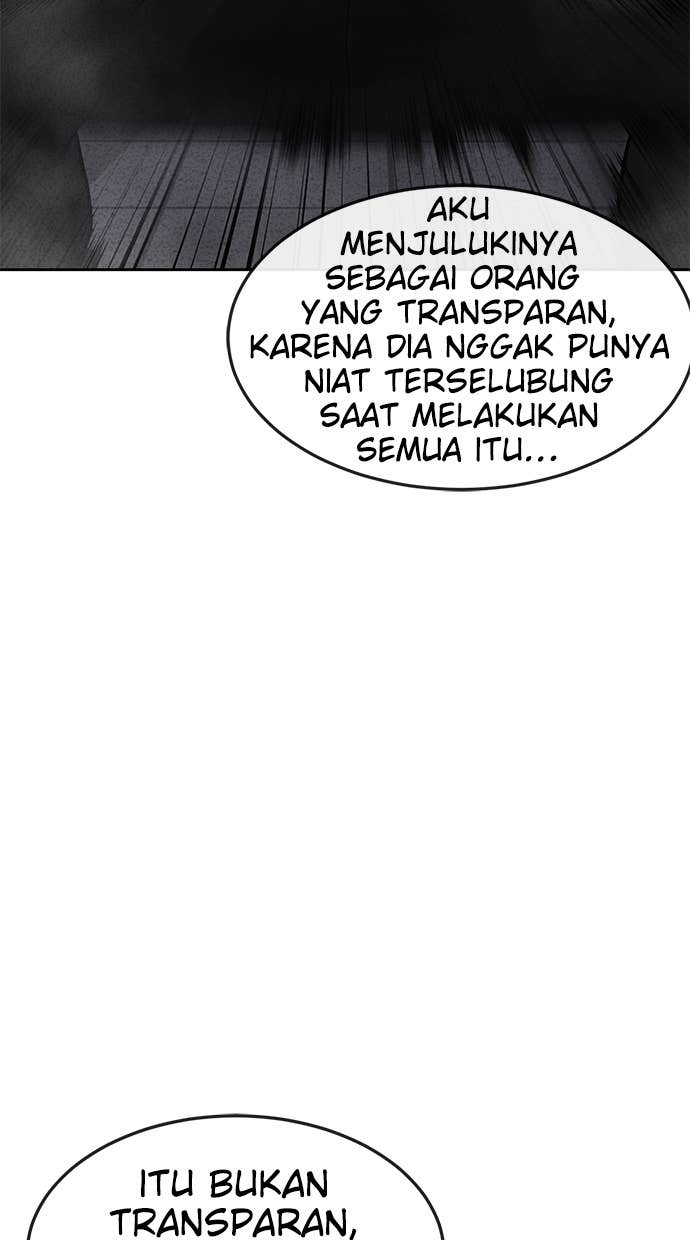 AKU
MENJULUKINYA
SEBAGAI ORANG
YANG TRANSPARAN,
KARENA DIA NGGAK PUNYA
NIAT TERSELUBUNG
SAAT MELAKUKAN
SEMUA ITU...
ITU BUKAN
TRANSPARAN,